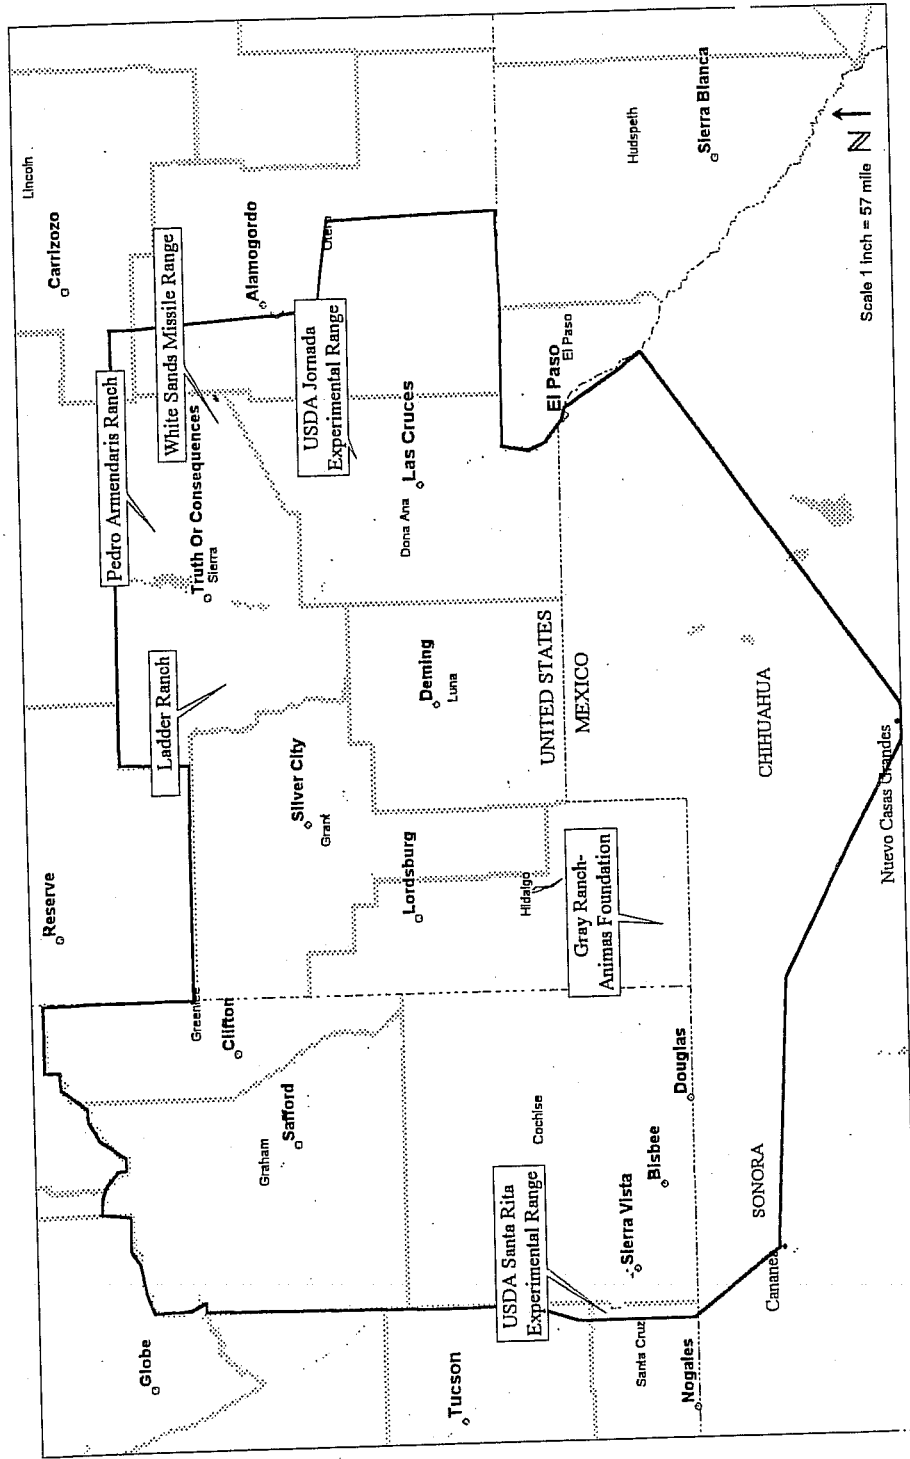 Lincoln
Carrizozo
Reserve
Pedro Armendaris Ranch
White Sands Missile Range
Ladder Ranch
Globe
Greenlee
Clifton
Truth Or Consequences
Sierra
Alamogordo
Otero
USDA Jornada
Experimental Range
Graham
Safford
Silver City
Grant
Las Cruces
Dona Ana
Deming
Luna
Lordsburg
Tucson
USDA Santa Rita
Experimental Range
Cochise
Hidalgo
Gray Ranch-
Animas Foundation
UNITED STATES
MEXICO
El Paso
El Paso
Hudspeth
Sierra Blanca
Santa Cruz
Sierra Vista
Bisbee
Douglas
Nogales
Cananea
SONORA
CHIHUAHUA
Nuevo Casas Grandes
N
Scale 1 Inch = 57 mile